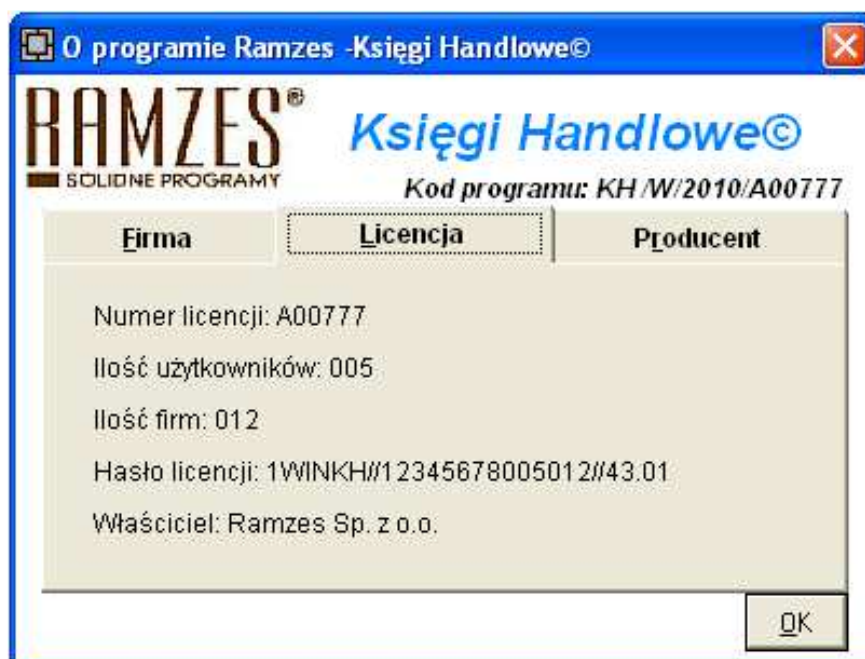 O programie Ramzes -Księgi Handlowe©
RAMZES®
SOLIDNE PROGRAMY
Księgi Handlowe©
Kod programu: KH /W/2010/A00777
Firma
Licencja
Producent
Numer licencji: A00777
Ilość użytkowników: 005
Ilość firm: 012
Hasło licencji: 1WINKH//12345678005012//43.01
Właściciel: Ramzes Sp. z o.o.
OK